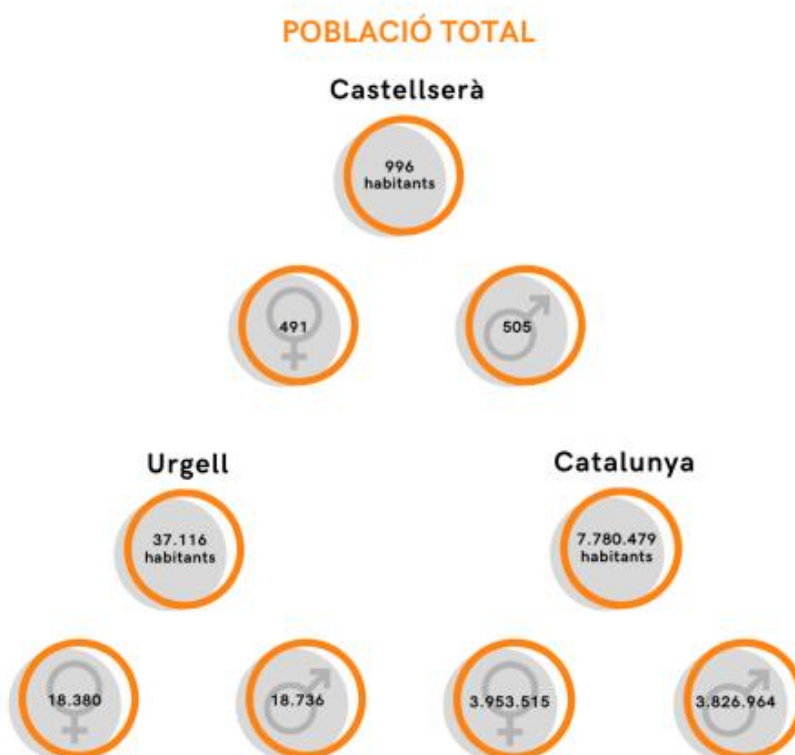 POBLACIÓ TOTAL
Castellserà
996
habitants
491
505
Urgell
37.116
habitants
18.380
18.736
Catalunya
7.780.479
habitants
3.953.515
3.826.964